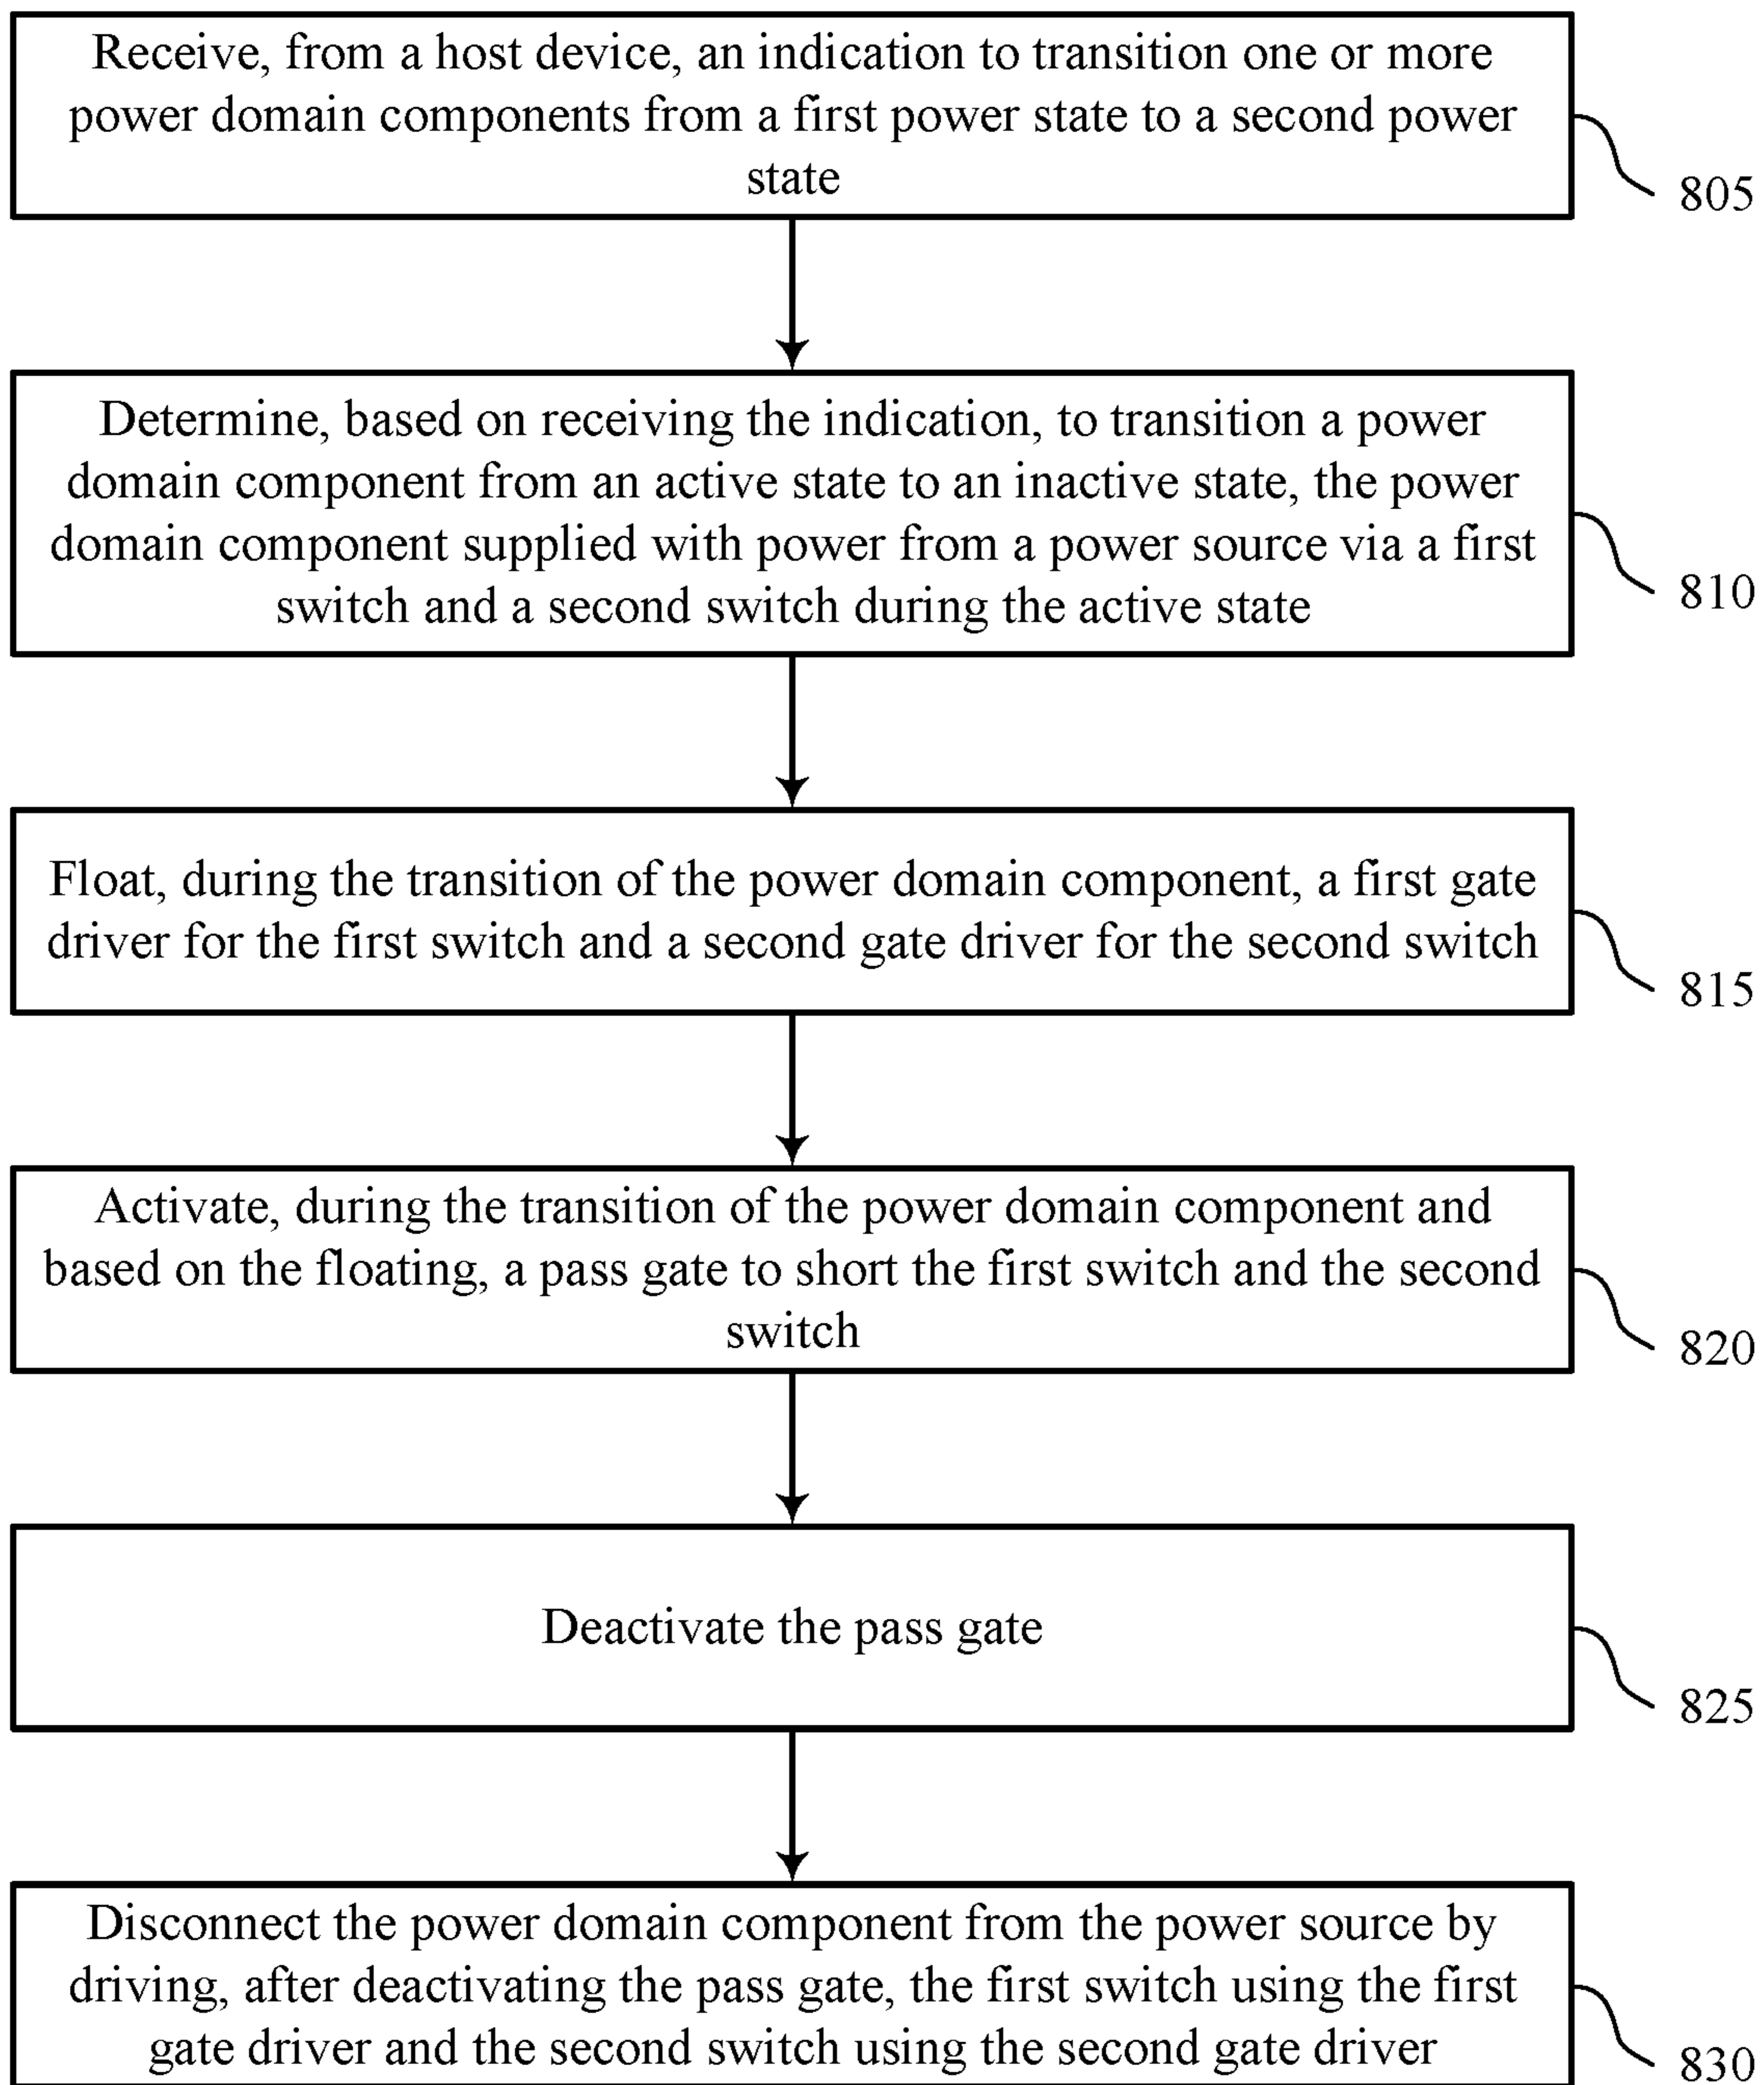 Receive, from a host device, an indication to transition one or more
power domain components from a first power state to a second power
state
805
Determine, based on receiving the indication, to transition a power
domain component from an active state to an inactive state, the power
domain component supplied with power from a power source via a first
switch and a second switch during the active state
810
Float, during the transition of the power domain component, a first gate
driver for the first switch and a second gate driver for the second switch
815
Activate, during the transition of the power domain component and
based on the floating, a pass gate to short the first switch and the second
switch
820
Deactivate the pass gate
825
Disconnect the power domain component from the power source by
driving, after deactivating the pass gate, the first switch using the first
gate driver and the second switch using the second gate driver
830